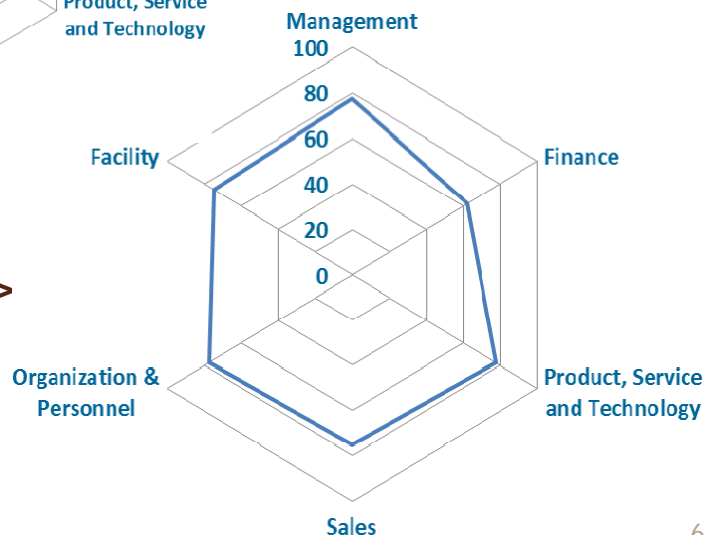 Product, Service
and Technology
Management
100
80
60
40
20
0
Facility
Finance
>
Organization &
Personnel
Product, Service
and Technology
Sales
6